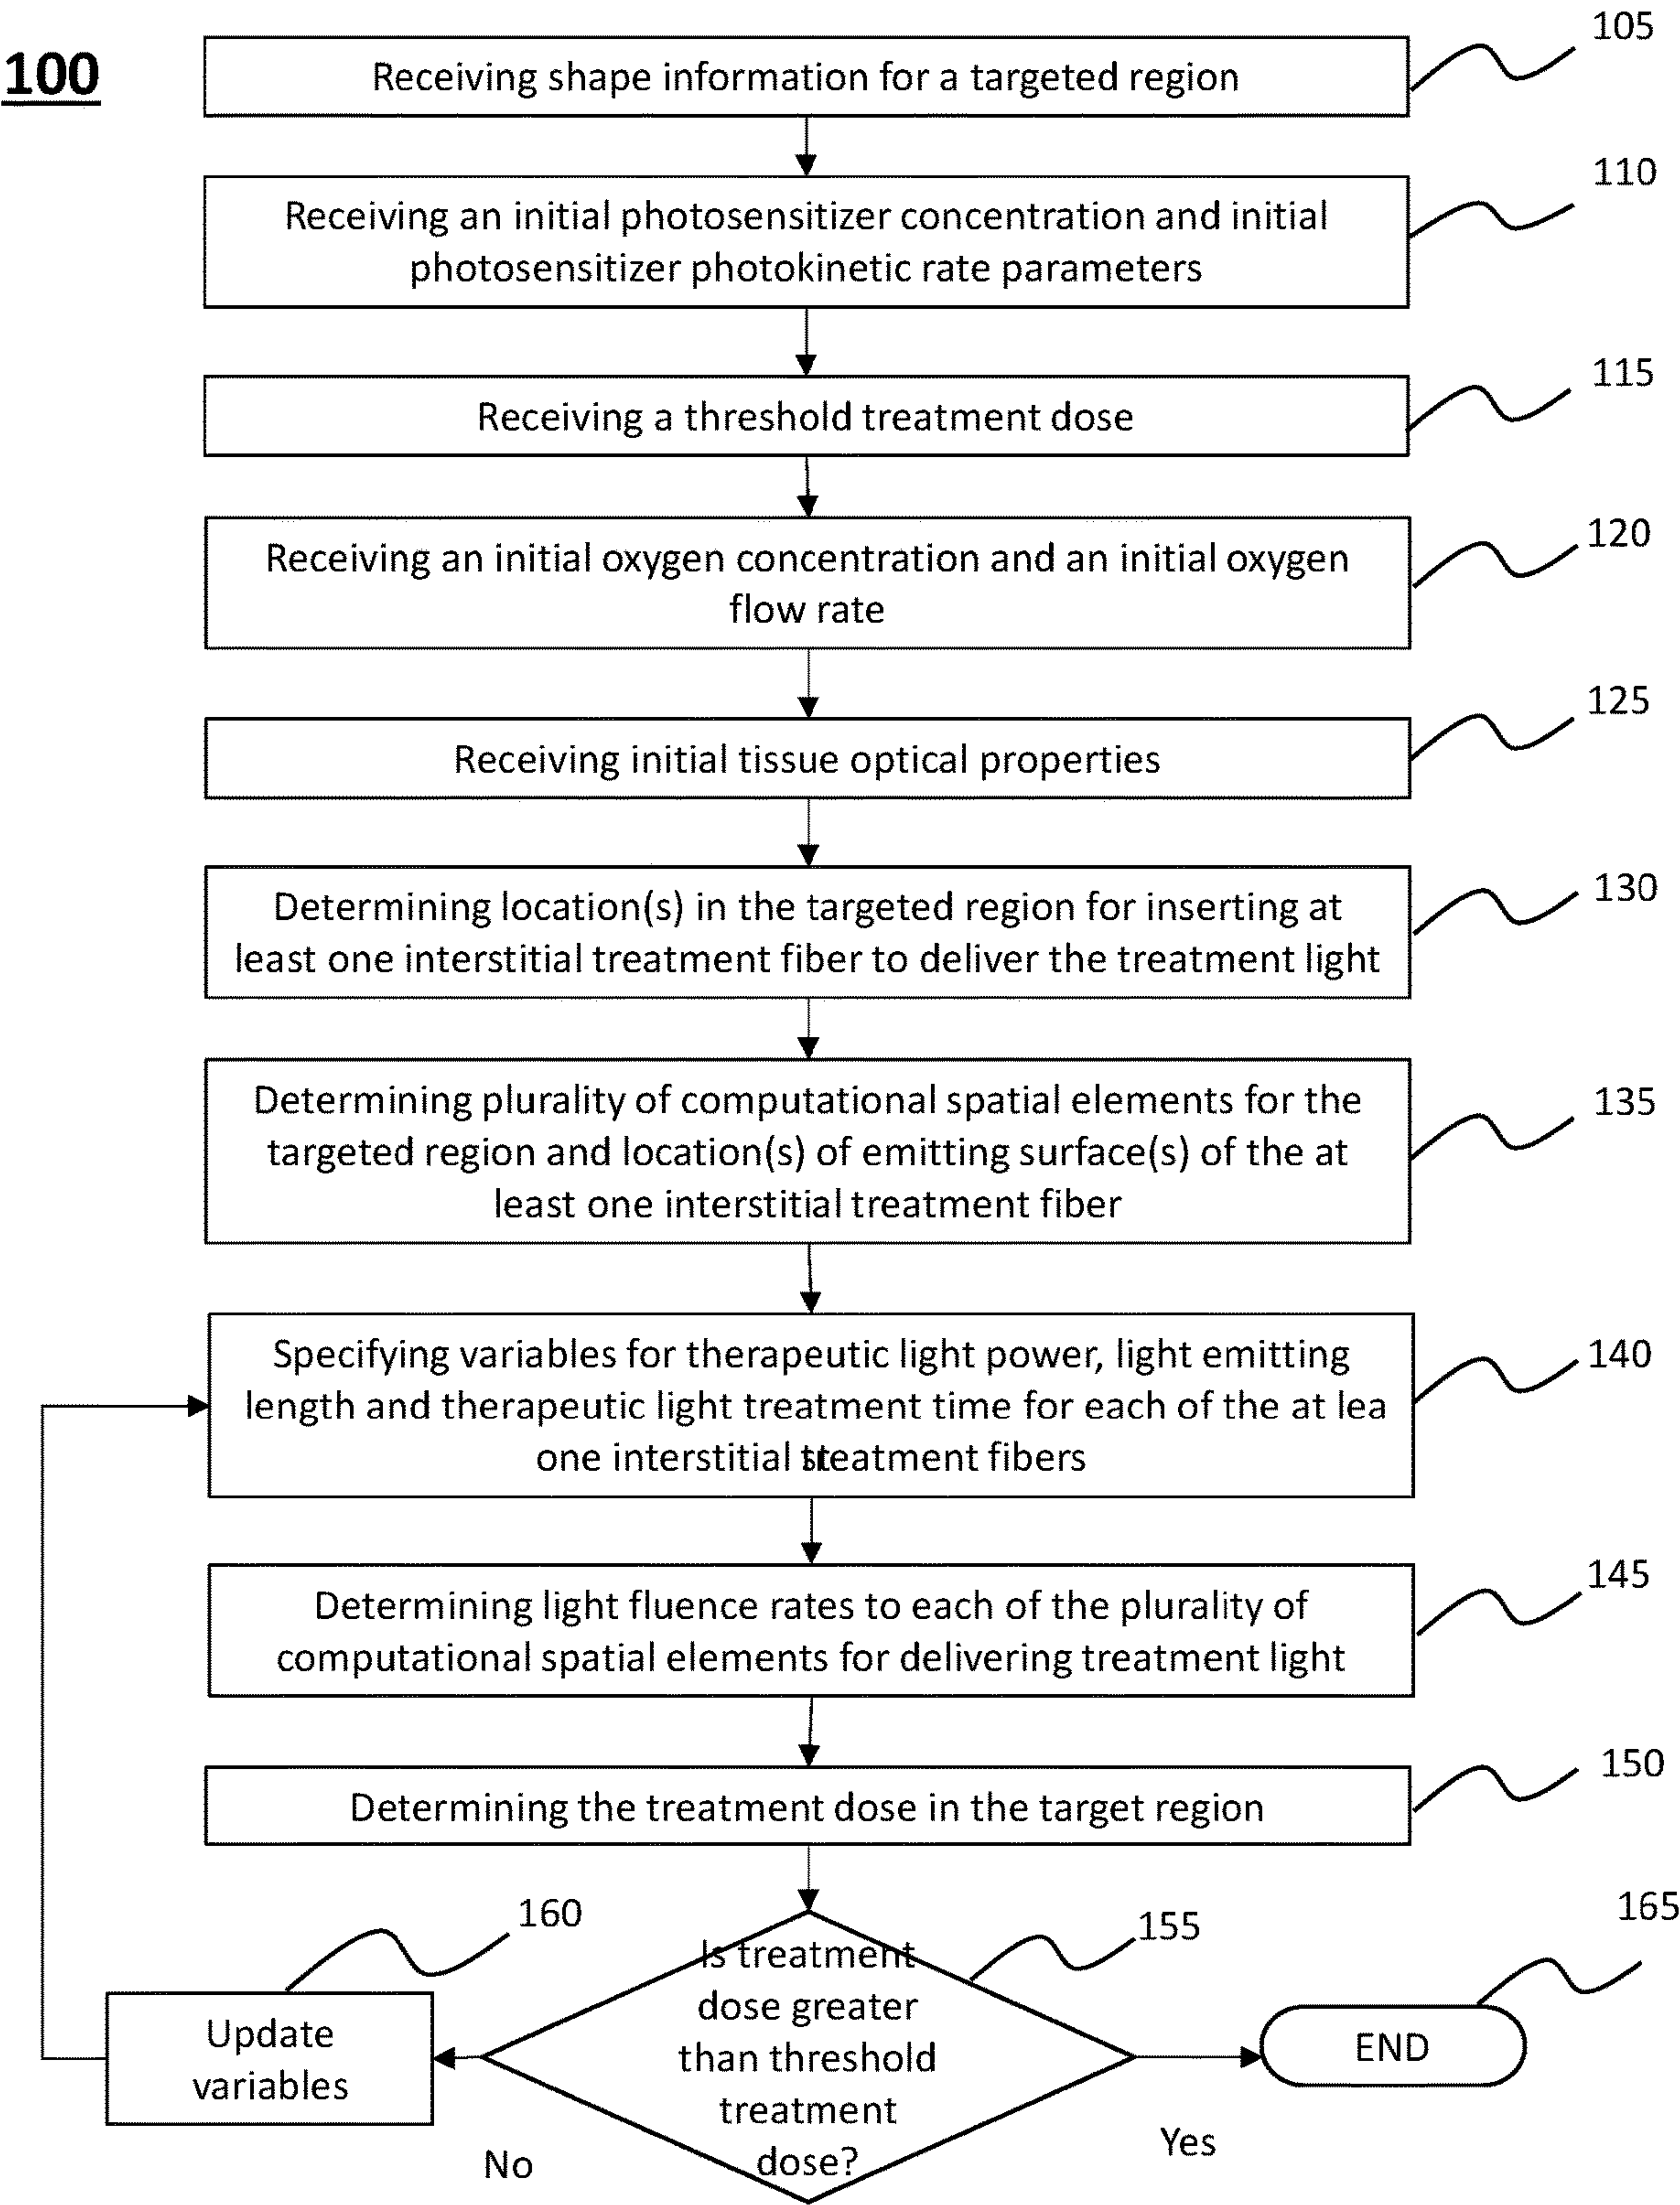 100
105
Receiving shape information for a targeted region
110
Receiving an initial photosensitizer concentration and initial
photosensitizer photokinetic rate parameters
115
Receiving a threshold treatment dose
120
Receiving an initial oxygen concentration and an initial oxygen
flow rate
125
Receiving initial tissue optical properties
130
Determining location(s) in the targeted region for inserting at
least one interstitial treatment fiber to deliver the treatment light
135
Determining plurality of computational spatial elements for the
targeted region and location(s) of emitting surface(s) of the at
least one interstitial treatment fiber
140
Specifying variables for therapeutic light power, light emitting
length and therapeutic light treatment time for each of the at lea
st
one interstitial treatment fibers
145
Determining light fluence rates to each of the plurality of
computational spatial elements for delivering treatment light
150
Determining the treatment dose in the target region
160
155
165
Is treatment
dose greater
than threshold
treatment
dose?
Update
variables
END
No
Yes